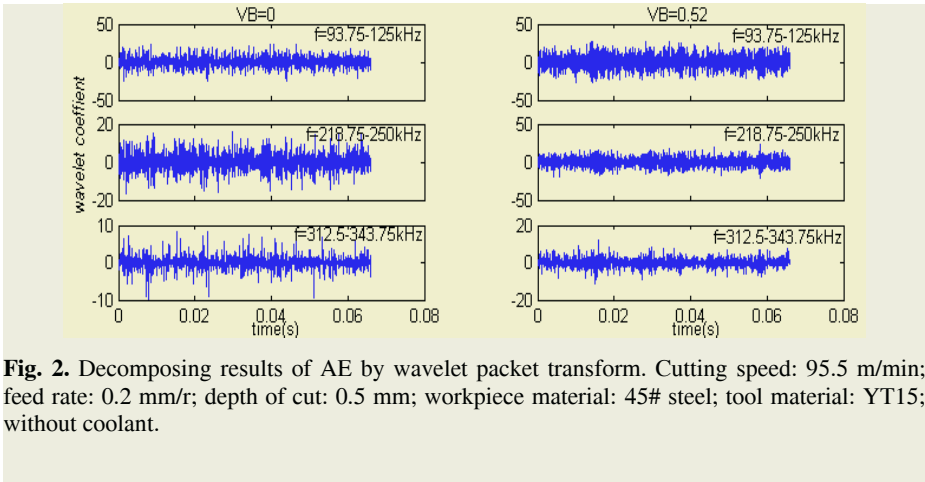 VB=0
50
0
-50
f=93.75-125kHz
20
0
-20
f=218.75-250kHz
10
0
-10
f=312.5-343.75kHz
wavelet coeffient
0 0.02 0.04 0.06 0.08
time(s)
VB=0.52
50
0
-50
f=93.75-125kHz
50
0
-50
f=218.75-250kHz
20
0
-20
f=312.5-343.75kHz
0 0.02 0.04 0.06 0.08
time(s)
Fig. 2. Decomposing results of AE by wavelet packet transform. Cutting speed: 95.5 m/min;
feed rate: 0.2 mm/r; depth of cut: 0.5 mm; workpiece material: 45# steel; tool material: YT15;
without coolant.